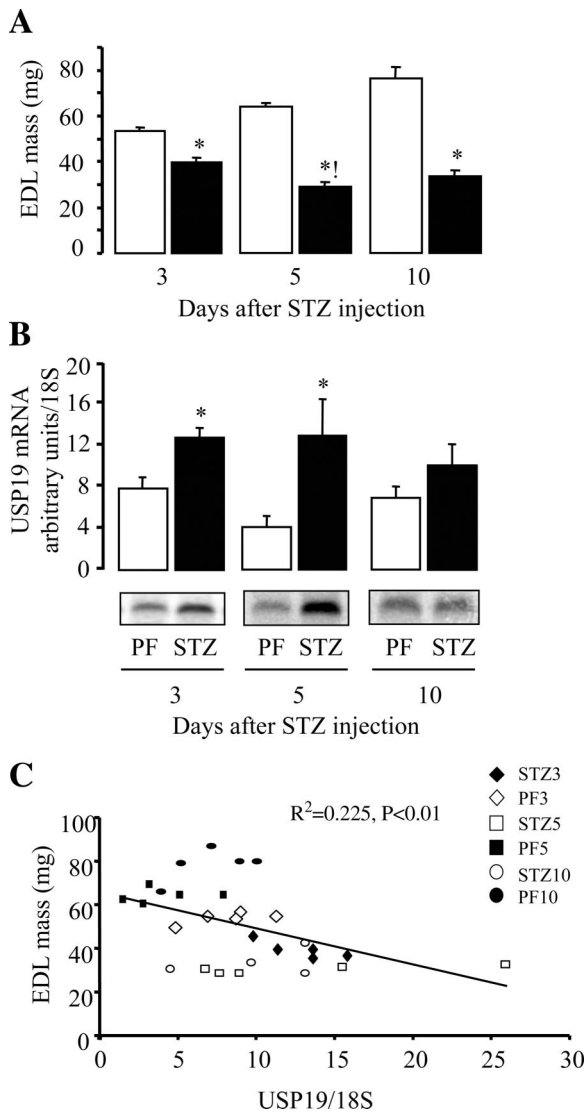 A
EDL mass (mg)
80
60
40
20
0
*
*!
*
3 5 10
Days after STZ injection
B
USP19 mRNA
arbitrary units/18S
20
16
12
8
4
0
*
*
PF STZ PF STZ PF STZ
3 5 10
Days after STZ injection
C
STZ3
PF3
STZ5
PF5
STZ10
PF10
R²=0.225, P<0.01
EDL mass (mg)
100
80
60
40
20
0
0 5 10 15 20 25 30
USP19/18S